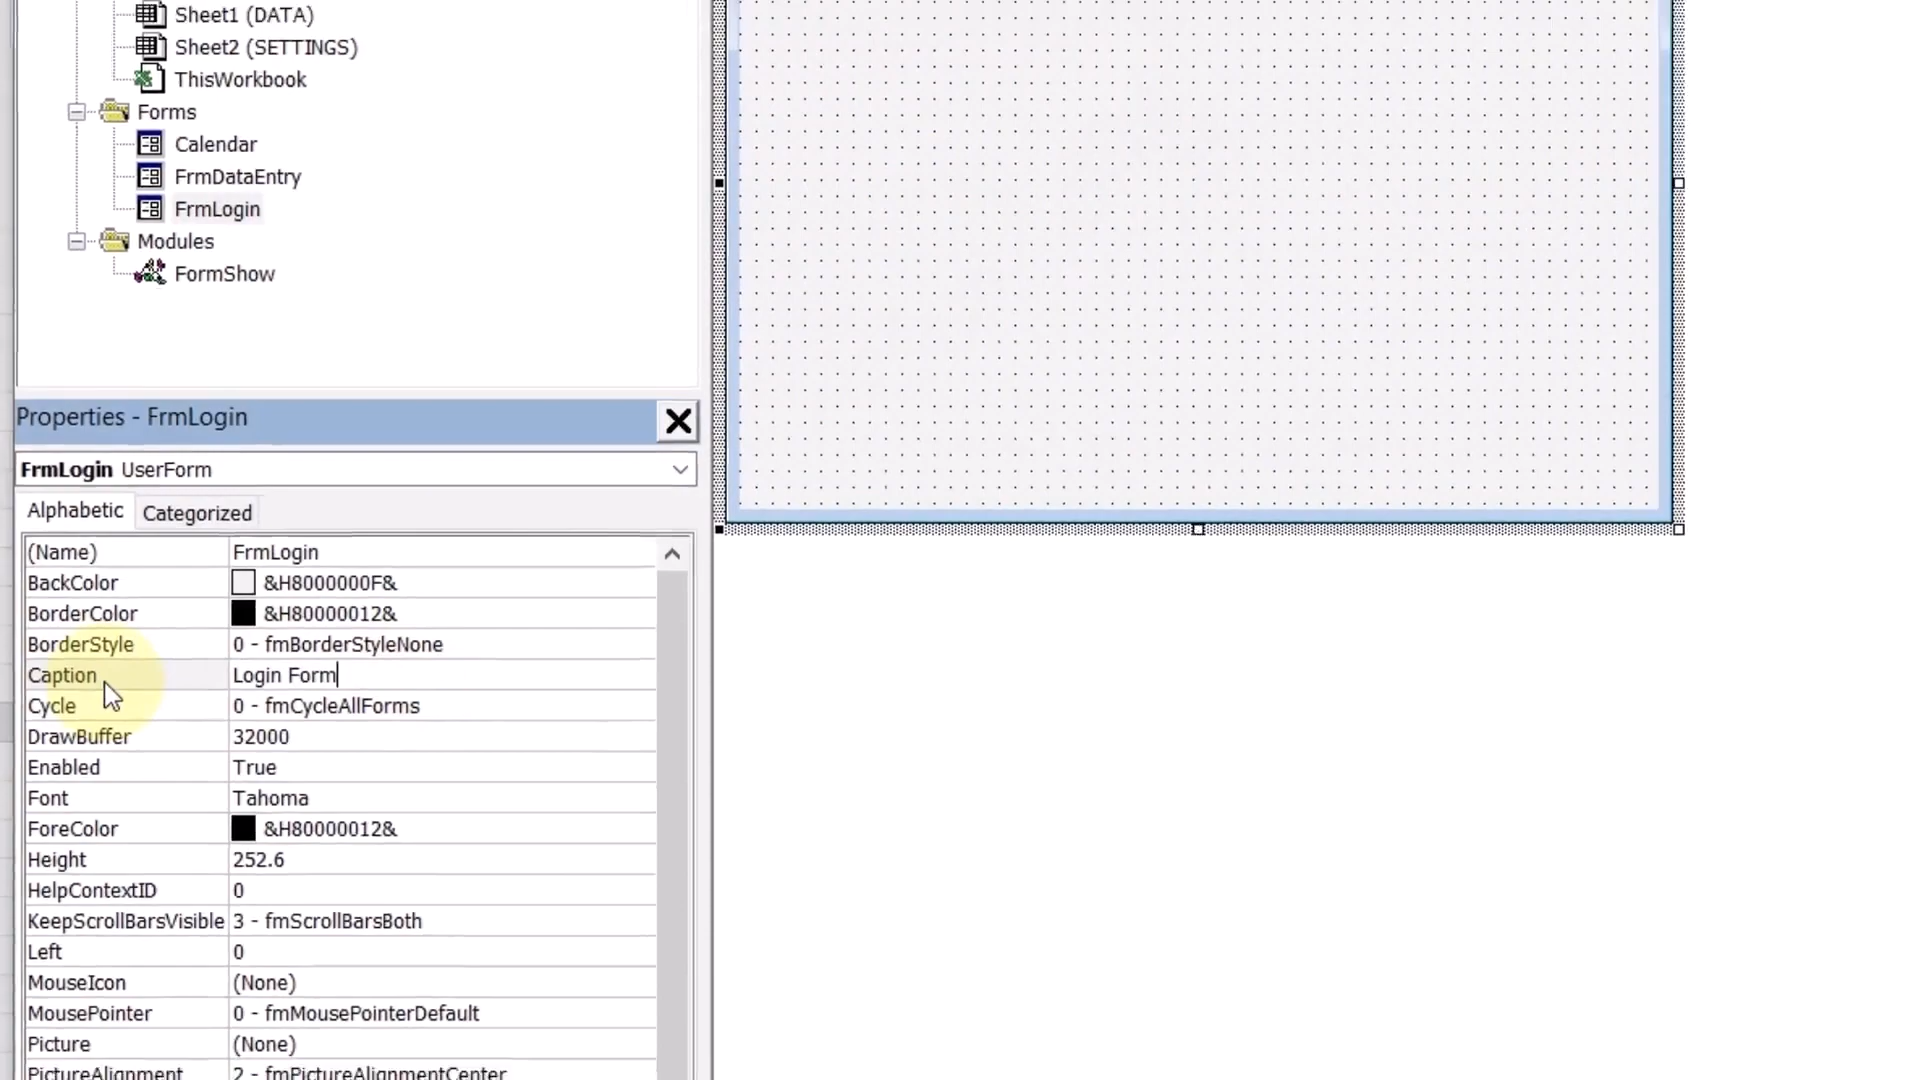 Sheet1 (DATA)
Sheet2 (SETTINGS)
ThisWorkbook
Forms
Calendar
FrmDataEntry
FrmLogin
Modules
FormShow
Properties - FrmLogin
FrmLogin UserForm
Alphabetic Categorized
(Name) FrmLogin
BackColor &H8000000F&
BorderColor &H80000012&
BorderStyle 0 - fmBorderStyleNone
Caption Login Form
Cycle 0 - fmCycleAllForms
DrawBuffer 32000
Enabled True
Font Tahoma
ForeColor &H80000012&
Height 252.6
HelpContextID 0
KeepScrollBarsVisible 3 - fmScrollBarsBoth
Left 0
MouseIcon (None)
MousePointer 0 - fmMousePointerDefault
Picture (None)
PictureAlignment 2 - fmPictureAlignmentCenter